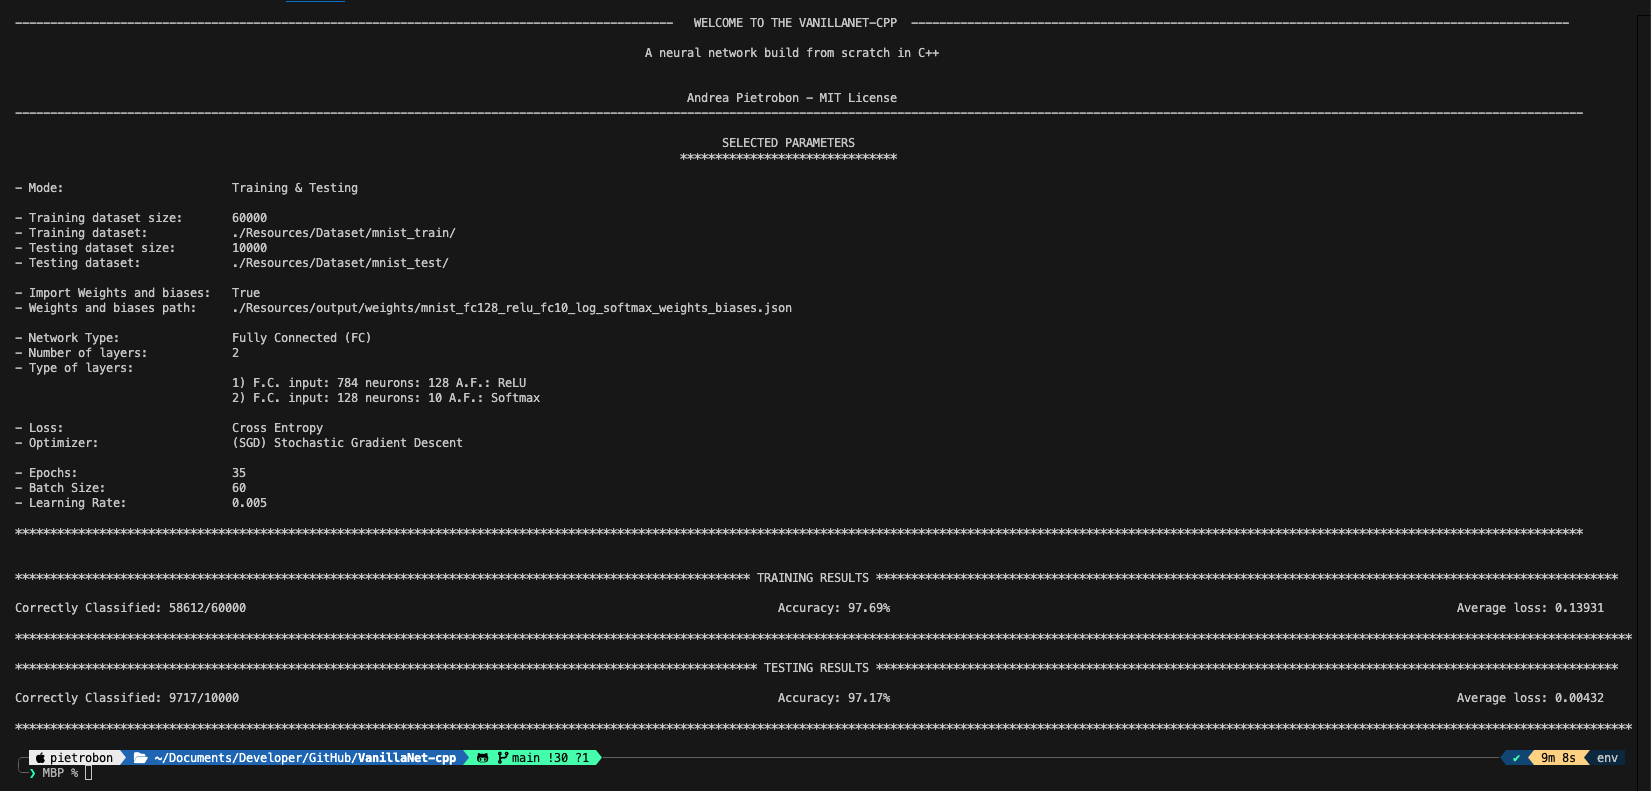 WELCOME TO THE VANILLANET-CPP
A neural network build from scratch in C++
Andrea Pietrobon - MIT License
SELECTED PARAMETERS
*******************************
- Mode: Training & Testing
- Training dataset size: 60000
- Training dataset: ./Resources/Dataset/mnist_train/
- Testing dataset size: 10000
- Testing dataset: ./Resources/Dataset/mnist_test/
- Import Weights and biases: True
- Weights and biases path: ./Resources/output/weights/mnist_fc128_relu_fc10_log_softmax_weights_biases.json
- Network Type: Fully Connected (FC)
- Number of layers: 2
- Type of layers:
1) F.C. input: 784 neurons: 128 A.F.: ReLU
2) F.C. input: 128 neurons: 10 A.F.: Softmax
- Loss: Cross Entropy
- Optimizer: (SGD) Stochastic Gradient Descent
- Epochs: 35
- Batch Size: 60
- Learning Rate: 0.005
TRAINING RESULTS
Correctly Classified: 58612/60000 Accuracy: 97.69% Average loss: 0.13931
TESTING RESULTS
Correctly Classified: 9717/10000 Accuracy: 97.17% Average loss: 0.00432
pietrobon ~/Documents/Developer/GitHub/VanillaNet-cpp main !30 ?1 ✔ 9m 8s env
❯ MBP %